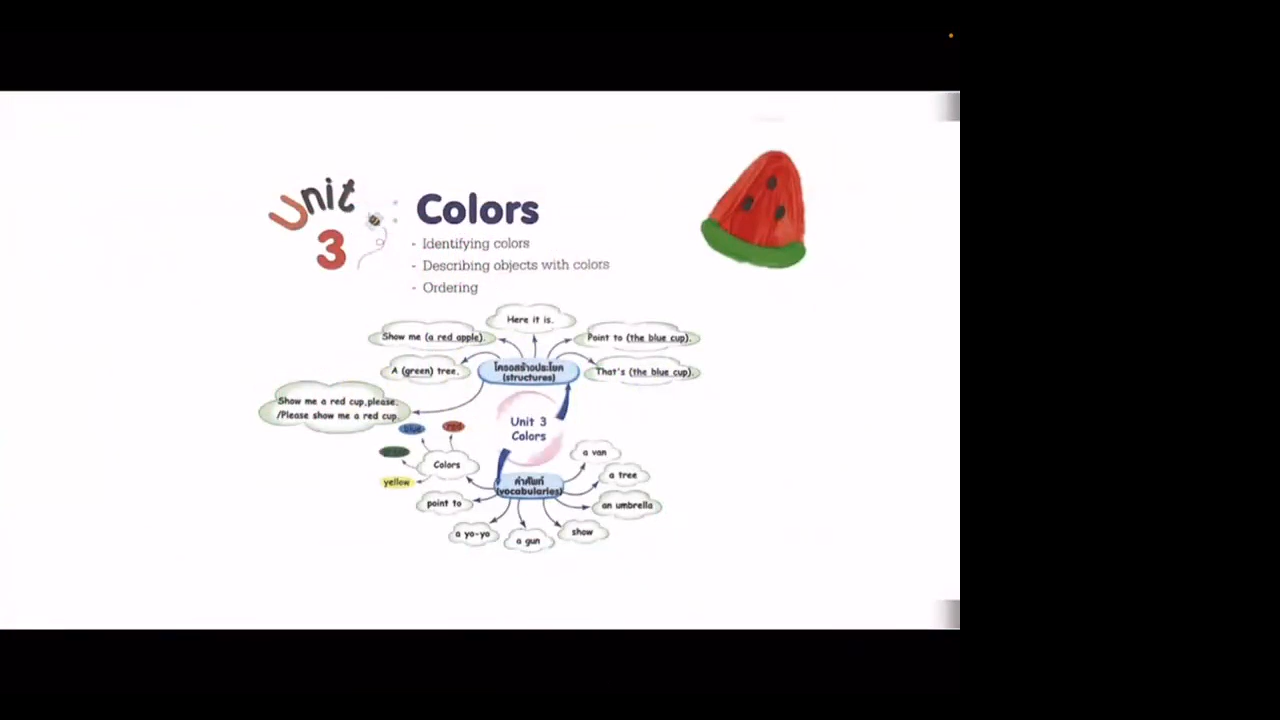 Unit
3
: Colors
- Identifying colors
- Describing objects with colors
- Ordering
Here it is.
Show me (a red apple).
Point to (the blue cup).
A (green) tree.
โครงสร้างประโยค
(structures)
That's (the blue cup).
Show me a red cup,please.
/Please show me a red cup.
Unit 3
Colors
blue
red
Colors
yellow
a van
a tree
คำศัพท์
(vocabularies)
point to
an umbrella
a yo-yo
a gun
show